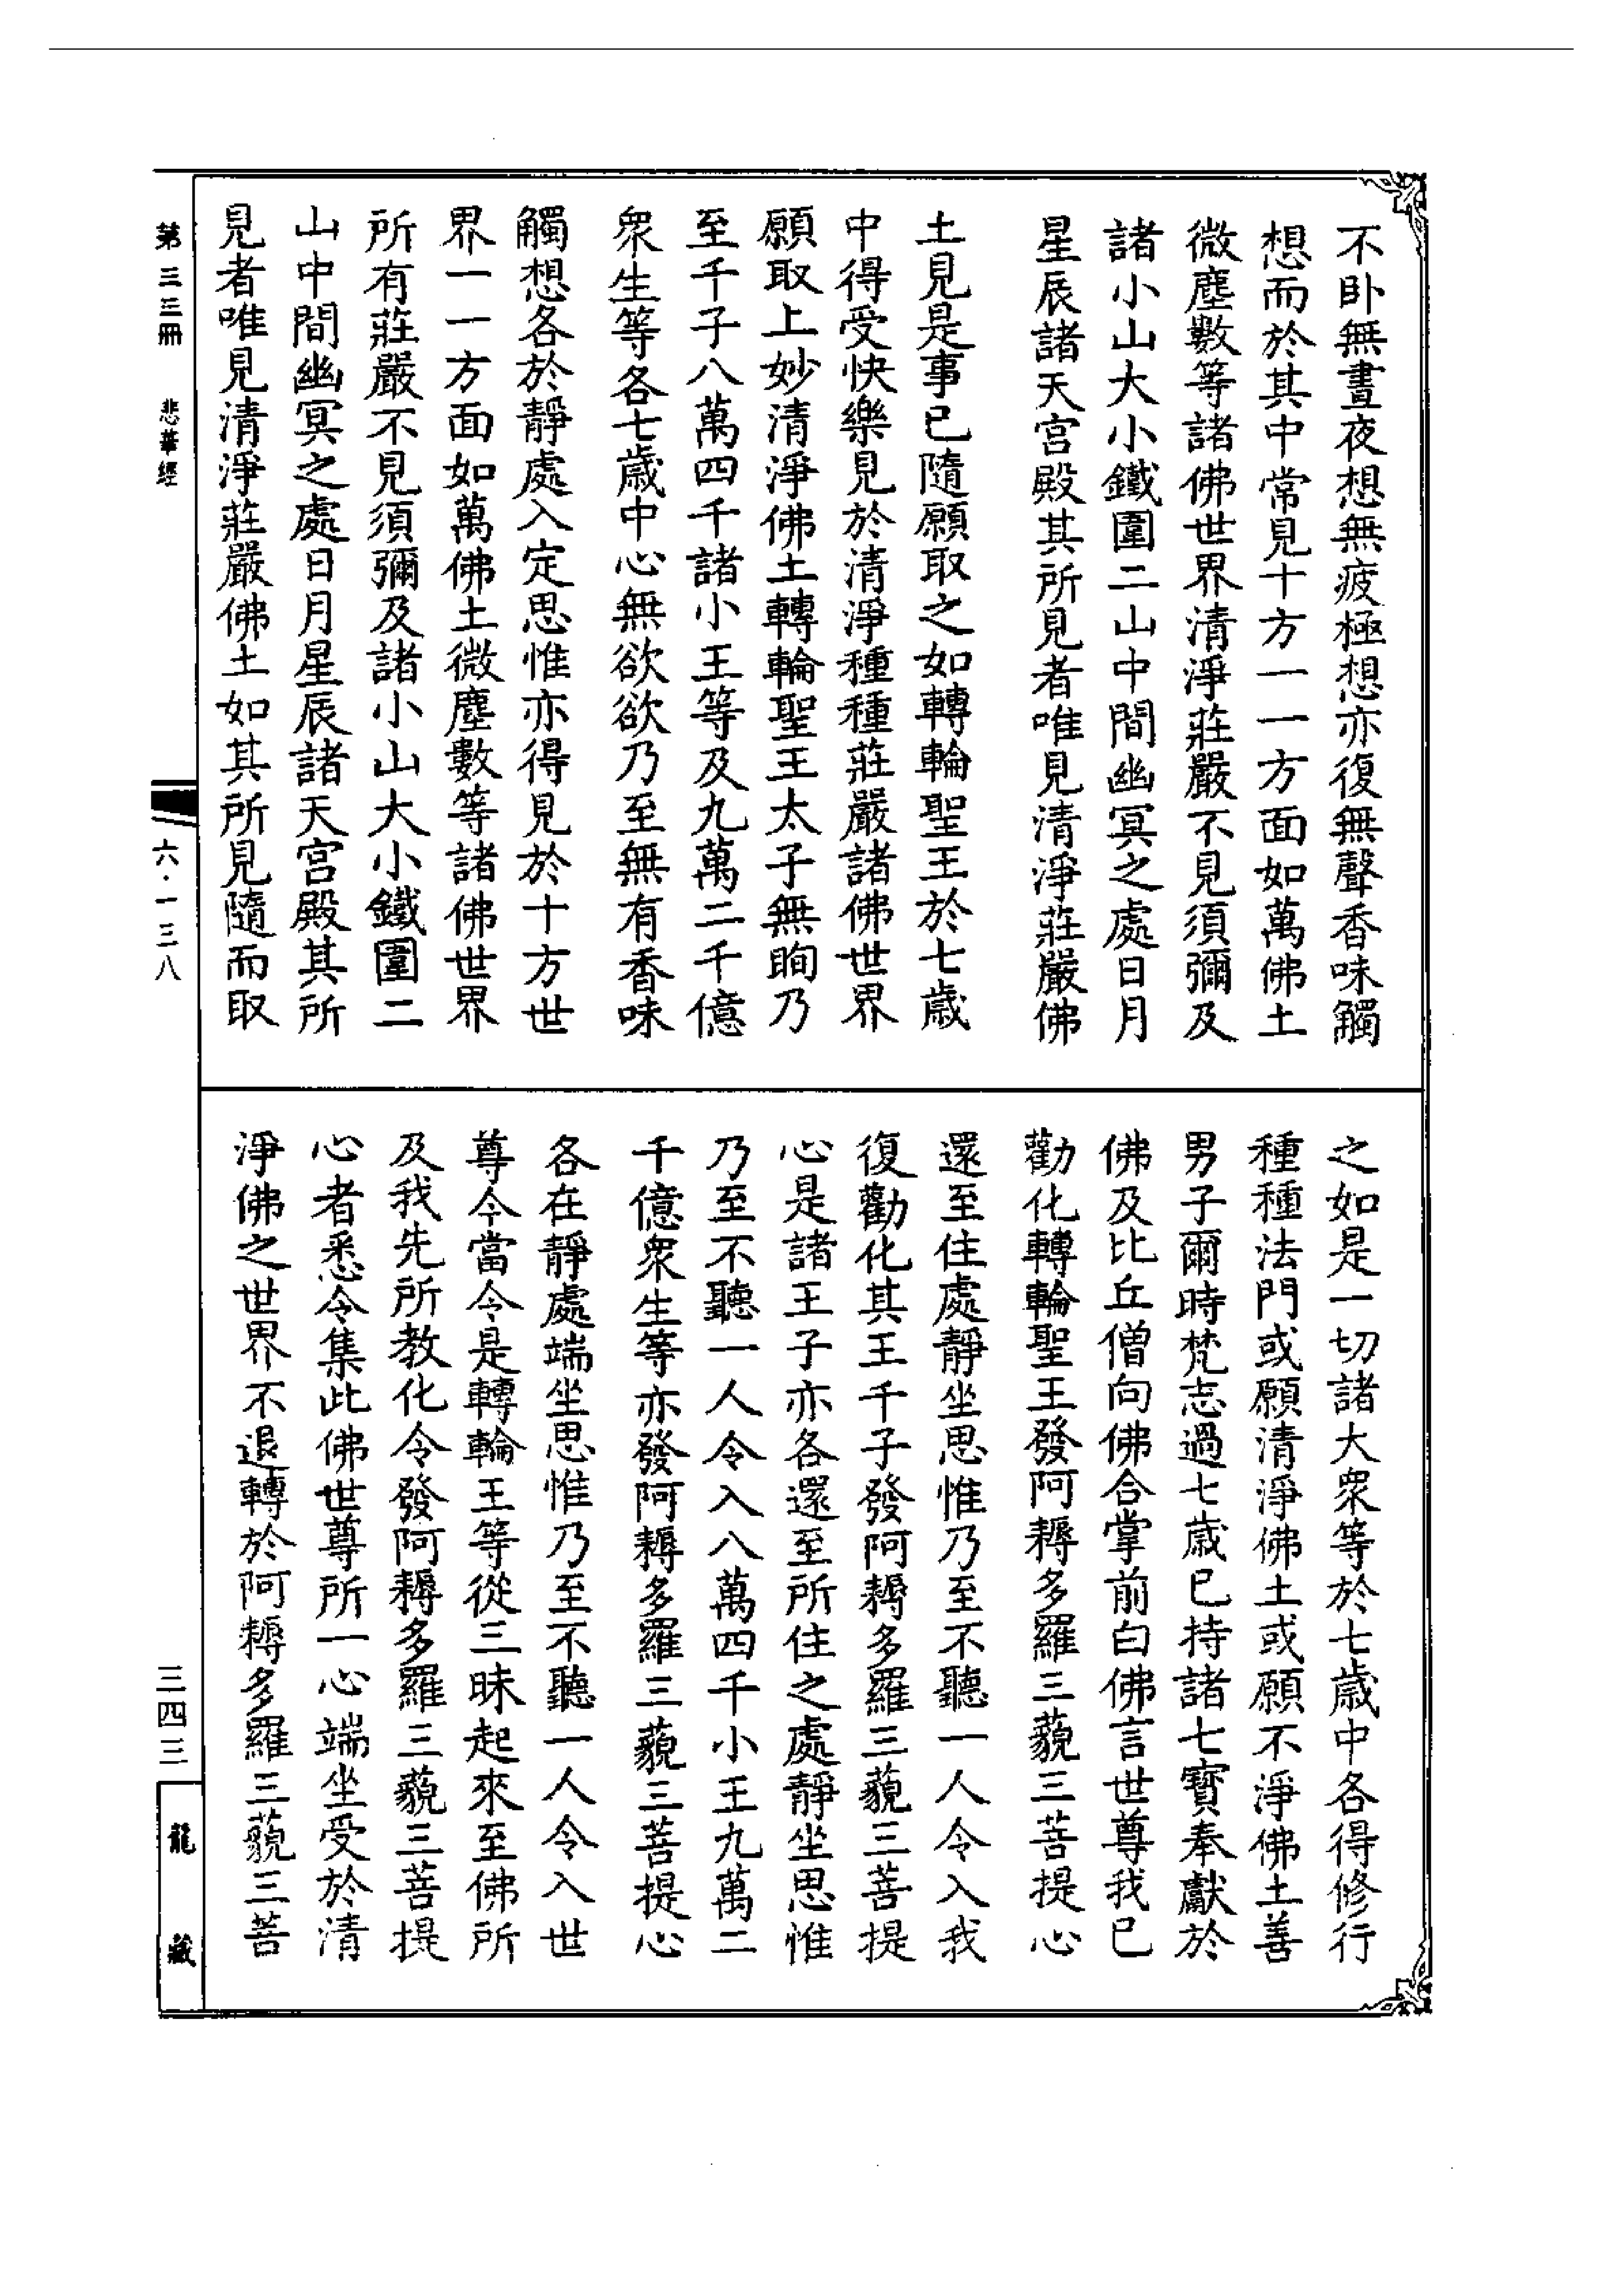 不卧無晝夜想無疲極想亦復無聲香味觸
想而於其中常見十方一一方面如萬佛土
微塵數等諸佛世界清淨莊嚴不見須彌及
諸小山大小鐵圍二山中間幽冥之處日月
星辰諸天宮殿其所見者唯見清淨莊嚴佛
土見是事已隨願取之如轉輪聖王於七歲
中得受快樂見於清淨種種莊嚴諸佛世界
願取上妙清淨佛土轉輪聖王太子無眴乃
至千子八萬四千諸小王等及九萬二千億
眾生等各七歲中心無欲欲乃至無有香味
觸想各於靜處入定思惟亦得見於十方世
界一一方面如萬佛土微塵數等諸佛世界
所有莊嚴不見須彌及諸小山大小鐵圍二
山中間幽冥之處日月星辰諸天宮殿其所
見者唯見清淨莊嚴佛土如其所見隨而取
之如是一切諸大眾等於七歲中各得修行
種種法門或願清淨佛土或願不淨佛土善
男子爾時梵志過七歲已持諸七寶奉獻於
佛及比丘僧向佛合掌前白佛言世尊我已
勸化轉輪聖王發阿耨多羅三藐三菩提心
還至住處靜坐思惟乃至不聽一人令入我
復勸化其王千子發阿耨多羅三藐三菩提
心是諸王子亦各還至所住之處靜坐思惟
乃至不聽一人令入八萬四千小王九萬二
千億眾生等亦發阿耨多羅三藐三菩提心
各在靜處端坐思惟乃至不聽一人令入世
尊今當令是轉輪王等從三昧起來至佛所
及我先所教化令發阿耨多羅三藐三菩提
心者悉令集此佛世尊所一心端坐受於清
淨佛之世界不退轉於阿耨多羅三藐三菩
第三三冊 悲華經
六·一三八
三四三
龍藏